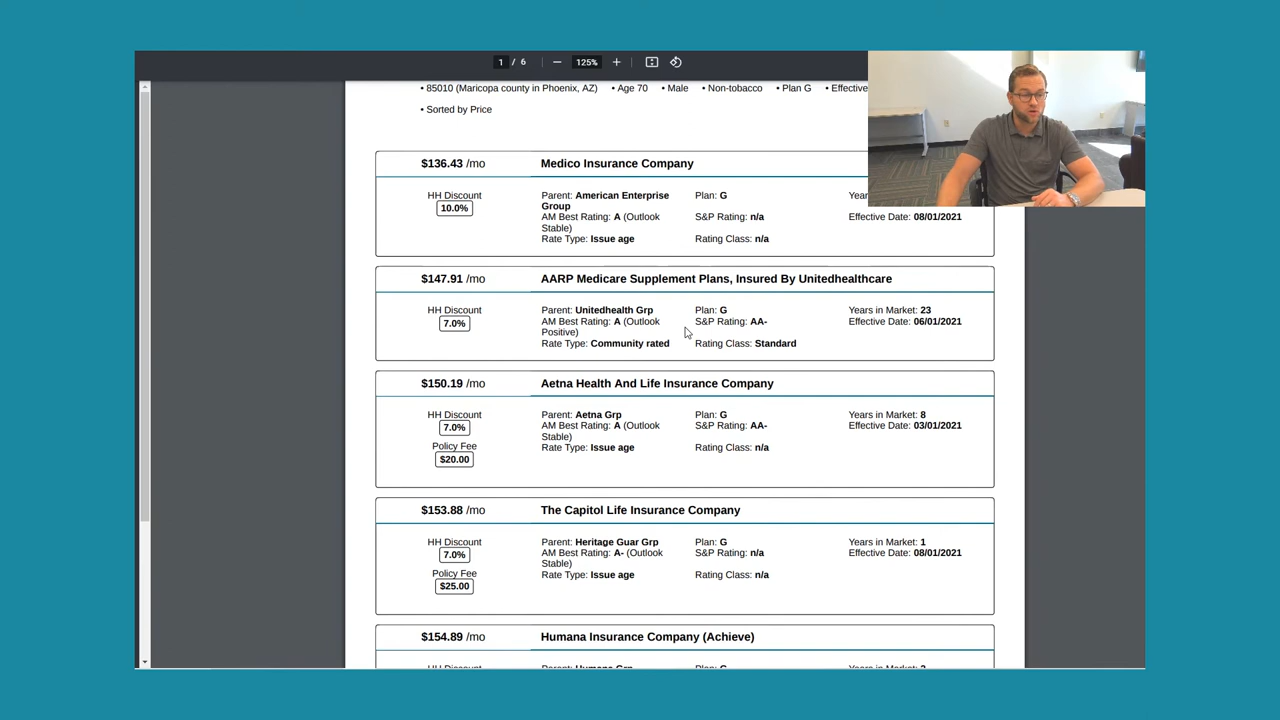 1 / 6 125%
• 85010 (Maricopa county in Phoenix, AZ) • Age 70 • Male • Non-tobacco • Plan G • Effective
• Sorted by Price
$136.43 /mo Medico Insurance Company
HH Discount
10.0%
Parent: American Enterprise
Group
AM Best Rating: A (Outlook
Stable)
Rate Type: Issue age
Plan: G
S&P Rating: n/a
Rating Class: n/a
Effective Date: 08/01/2021
$147.91 /mo AARP Medicare Supplement Plans, Insured By Unitedhealthcare
HH Discount
7.0%
Parent: Unitedhealth Grp
AM Best Rating: A (Outlook
Positive)
Rate Type: Community rated
Plan: G
S&P Rating: AA-
Rating Class: Standard
Years in Market: 23
Effective Date: 06/01/2021
$150.19 /mo Aetna Health And Life Insurance Company
HH Discount
7.0%
Policy Fee
$20.00
Parent: Aetna Grp
AM Best Rating: A (Outlook
Stable)
Rate Type: Issue age
Plan: G
S&P Rating: AA-
Rating Class: n/a
Years in Market: 8
Effective Date: 03/01/2021
$153.88 /mo The Capitol Life Insurance Company
HH Discount
7.0%
Policy Fee
$25.00
Parent: Heritage Guar Grp
AM Best Rating: A- (Outlook
Stable)
Rate Type: Issue age
Plan: G
S&P Rating: n/a
Rating Class: n/a
Years in Market: 1
Effective Date: 08/01/2021
$154.89 /mo Humana Insurance Company (Achieve)
HH Discount
Parent: Humana Grp
Plan: G
Years in Market: